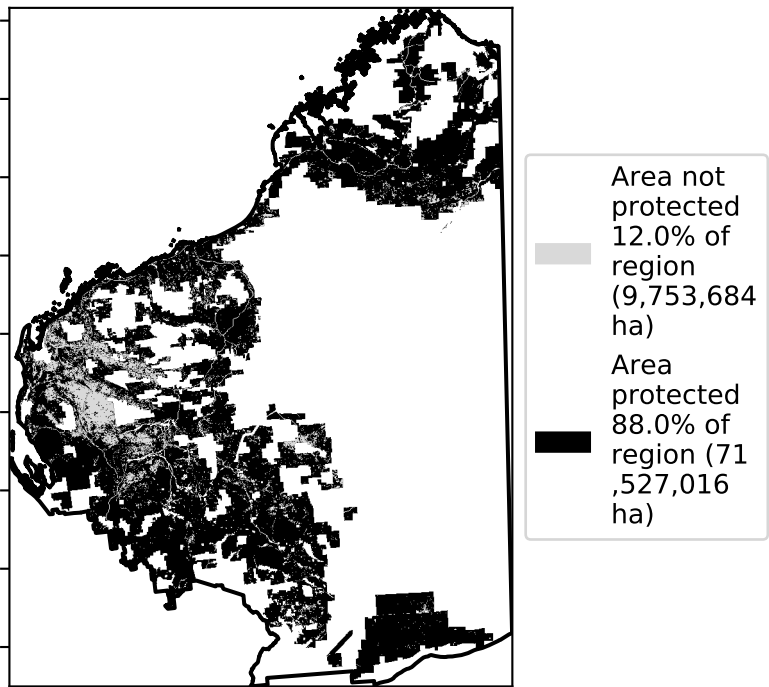 Area not
protected
12.0% of
region
(9,753,684
ha)
Area
protected
88.0% of
region (71
,527,016
ha)